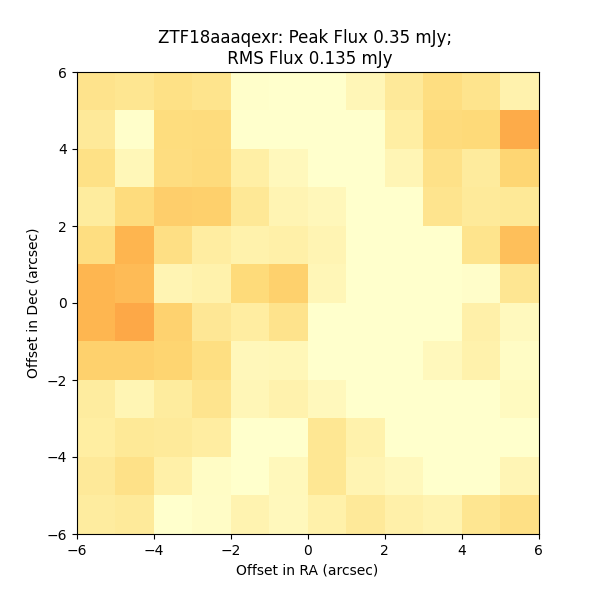 ZTF18aaaqexr: Peak Flux 0.35 mJy;
RMS Flux 0.135 mJy
6
4
2
0
−2
−4
−6
Offset in Dec (arcsec)
−6 −4 −2 0 2 4 6
Offset in RA (arcsec)